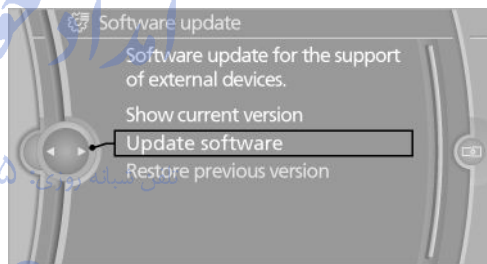 Software update
Software update for the support
of external devices.
Show current version
Update software
Restore previous version